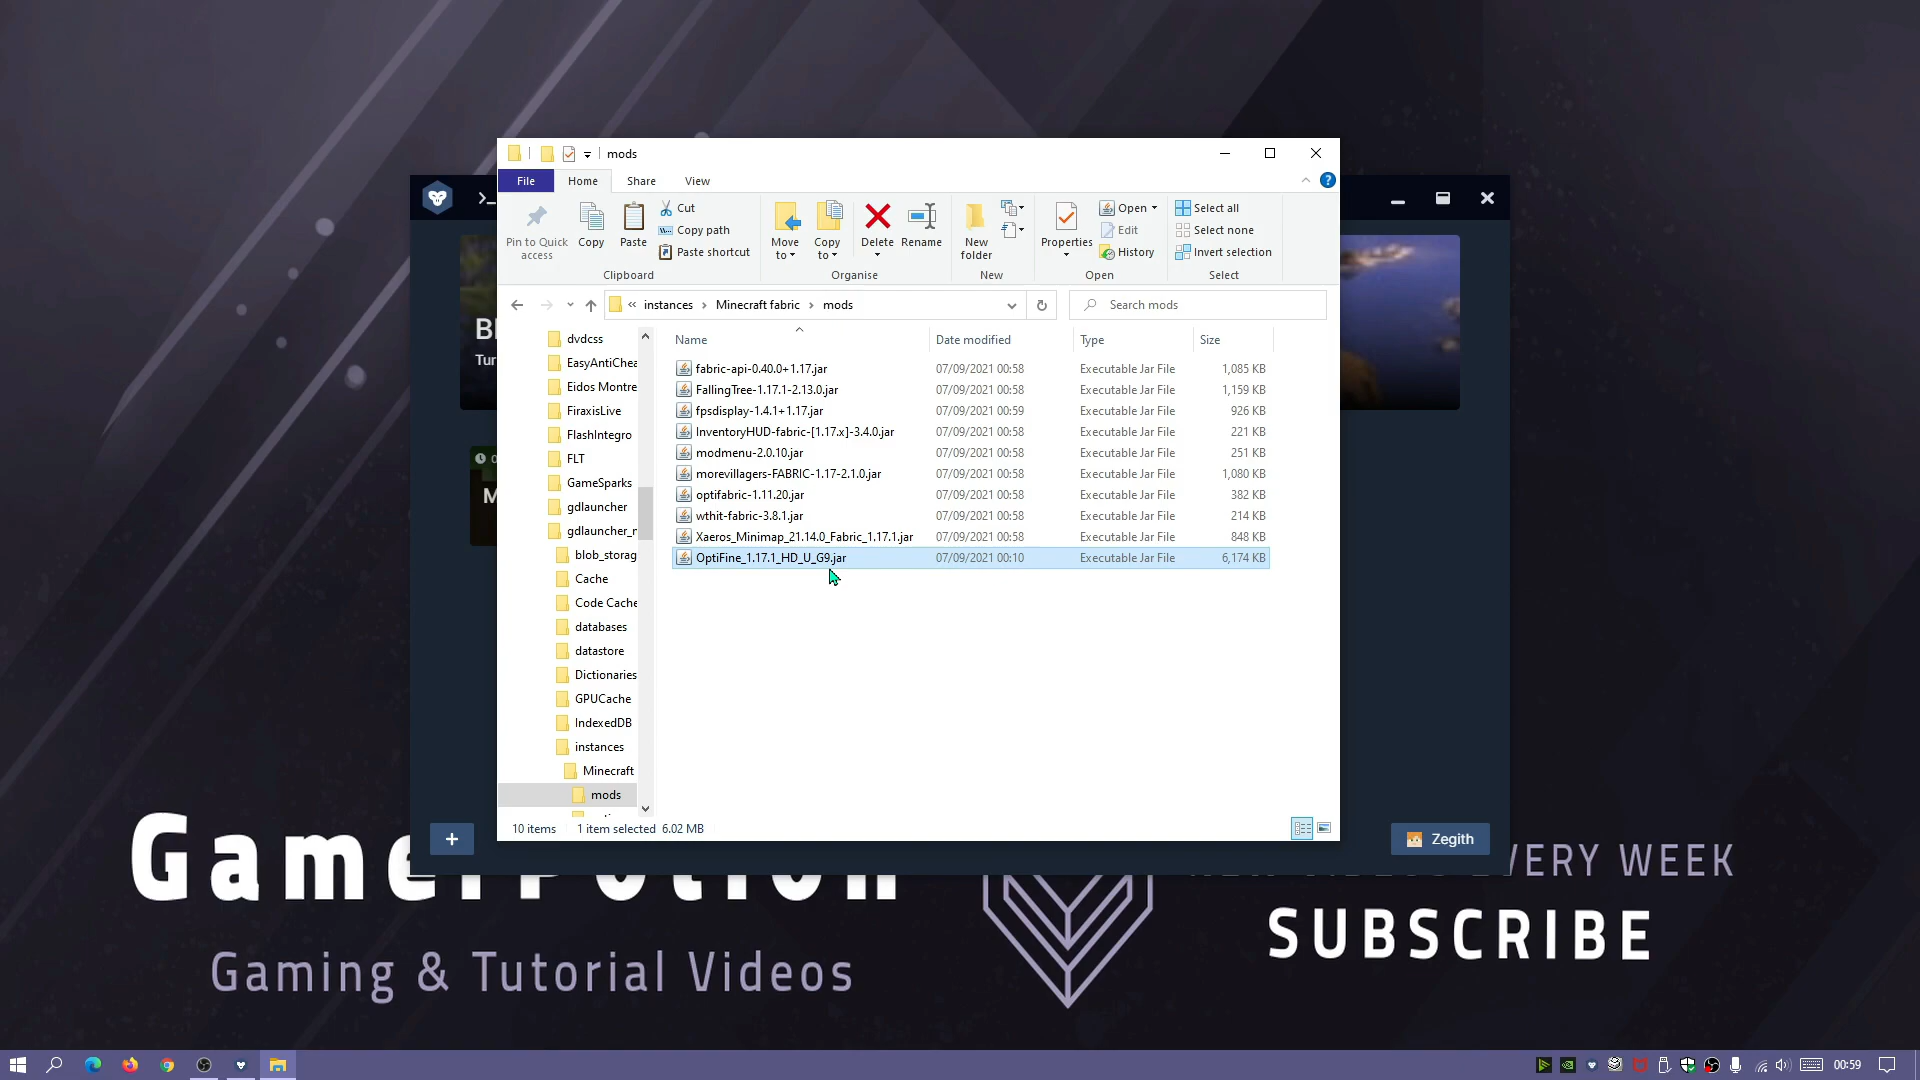 mods
File Home Share View
Pin to Quick access
Copy
Paste
Cut
Copy path
Paste shortcut
Clipboard
Move to
Copy to
Delete
Rename
Organise
New folder
New
Properties
Open
Edit
History
Open
Select all
Select none
Invert selection
Select
« instances › Minecraft fabric › mods
Search mods
Name Date modified Type Size
fabric-api-0.40.0+1.17.jar 07/09/2021 00:58 Executable Jar File 1,085 KB
FallingTree-1.17.1-2.13.0.jar 07/09/2021 00:58 Executable Jar File 1,159 KB
fpsdisplay-1.4.1+1.17.jar 07/09/2021 00:59 Executable Jar File 926 KB
InventoryHUD-fabric-[1.17.x]-3.4.0.jar 07/09/2021 00:58 Executable Jar File 221 KB
modmenu-2.0.10.jar 07/09/2021 00:58 Executable Jar File 251 KB
morevillagers-FABRIC-1.17-2.1.0.jar 07/09/2021 00:58 Executable Jar File 1,080 KB
optifabric-1.11.20.jar 07/09/2021 00:58 Executable Jar File 382 KB
wthit-fabric-3.8.1.jar 07/09/2021 00:58 Executable Jar File 214 KB
Xaeros_Minimap_21.14.0_Fabric_1.17.1.jar 07/09/2021 00:58 Executable Jar File 848 KB
OptiFine_1.17.1_HD_U_G9.jar 07/09/2021 00:10 Executable Jar File 6,174 KB
dvdcss
EasyAntiChea
Eidos Montre
FiraxisLive
FlashIntegro
FLT
GameSparks
gdlauncher
gdlauncher_n
blob_storag
Cache
Code Cache
databases
datastore
Dictionaries
GPUCache
IndexedDB
instances
Minecraft
mods
10 items 1 item selected 6.02 MB
Bl
Tur
0
M
+
Zegith
GamerPotion
Gaming & Tutorial Videos
EVERY WEEK
SUBSCRIBE
00:59